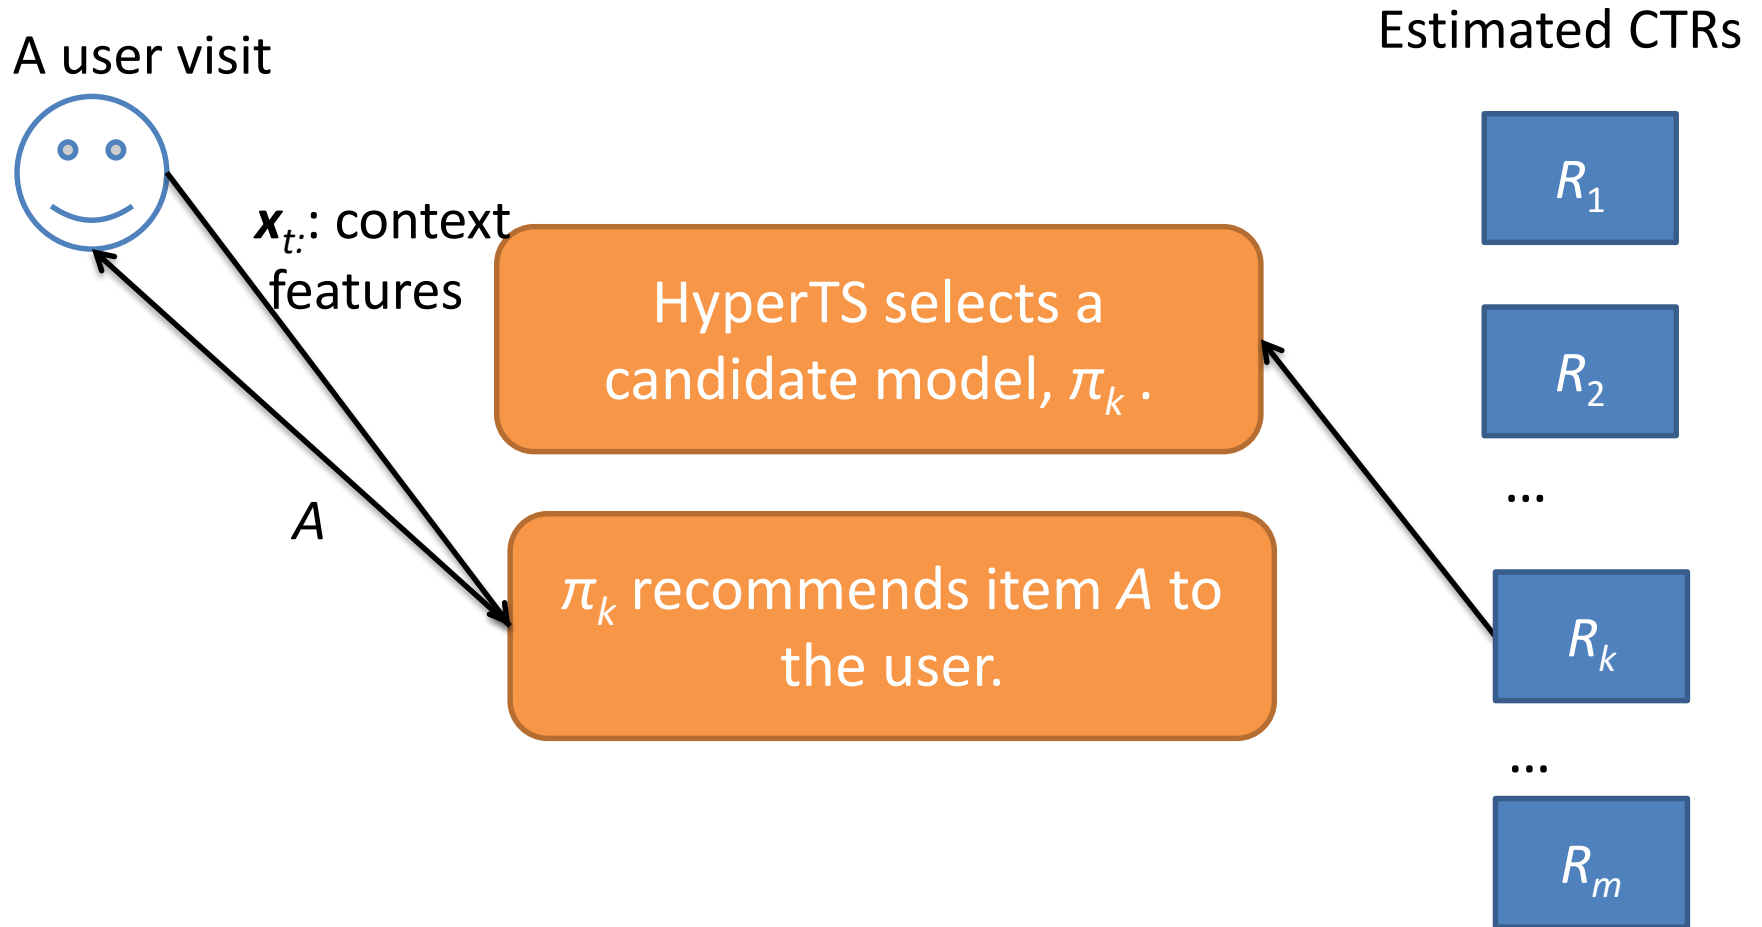 A user visit
Estimated CTRs
x_t:: context
features
HyperTS selects a
candidate model, π_k .
A
π_k recommends item A to
the user.
R_1
R_2
...
R_k
...
R_m